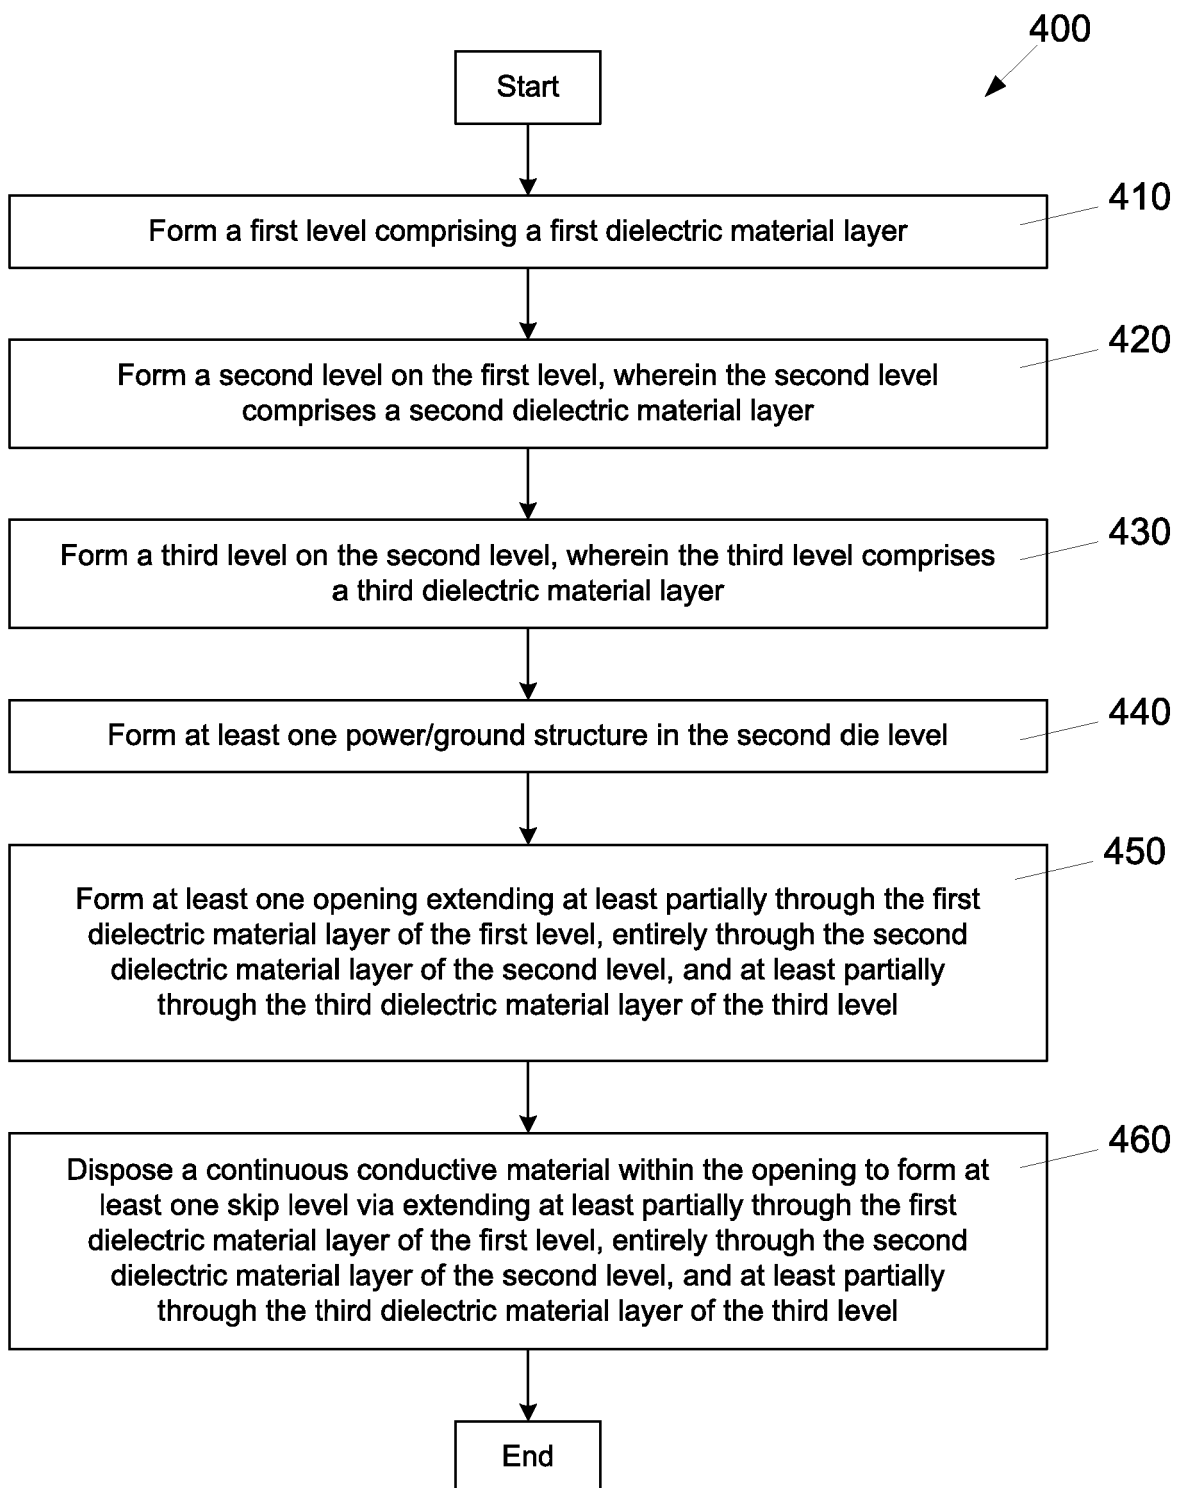 400
Start
410
Form a first level comprising a first dielectric material layer
420
Form a second level on the first level, wherein the second level
comprises a second dielectric material layer
430
Form a third level on the second level, wherein the third level comprises
a third dielectric material layer
440
Form at least one power/ground structure in the second die level
450
Form at least one opening extending at least partially through the first
dielectric material layer of the first level, entirely through the second
dielectric material layer of the second level, and at least partially
through the third dielectric material layer of the third level
460
Dispose a continuous conductive material within the opening to form at
least one skip level via extending at least partially through the first
dielectric material layer of the first level, entirely through the second
dielectric material layer of the second level, and at least partially
through the third dielectric material layer of the third level
End